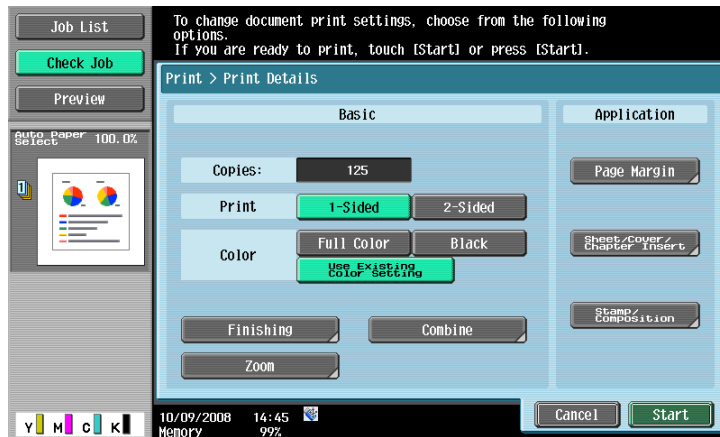 Job List
Check Job
Preview
Auto Paper
Select
100.0%
1
Y M C K
To change document print settings, choose from the following
options.
If you are ready to print, touch [Start] or press [Start].
Print > Print Details
Basic
Copies:
125
Print
1-Sided
2-Sided
Color
Full Color
Black
Use Existing
Color Setting
Finishing
Combine
Zoom
Application
Page Margin
Sheet/Cover/
Chapter Insert
Stamp/
Composition
10/09/2008 14:45
Memory 99%
Cancel
Start